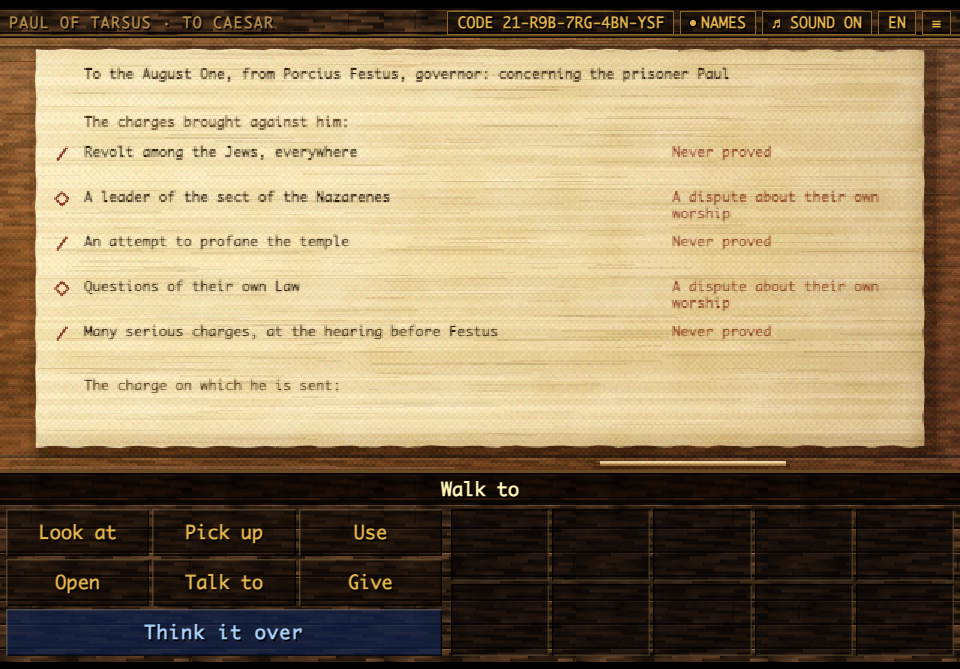 PAUL OF TARSUS · TO CAESAR
CODE 21-R9B-7RG-4BN-YSF
● NAMES
♬ SOUND ON
EN
≡
To the August One, from Porcius Festus, governor: concerning the prisoner Paul
The charges brought against him:
Revolt among the Jews, everywhere
Never proved
A leader of the sect of the Nazarenes
A dispute about their own
worship
An attempt to profane the temple
Never proved
Questions of their own Law
A dispute about their own
worship
Many serious charges, at the hearing before Festus
Never proved
The charge on which he is sent:
Walk to
Look at
Pick up
Use
Open
Talk to
Give
Think it over